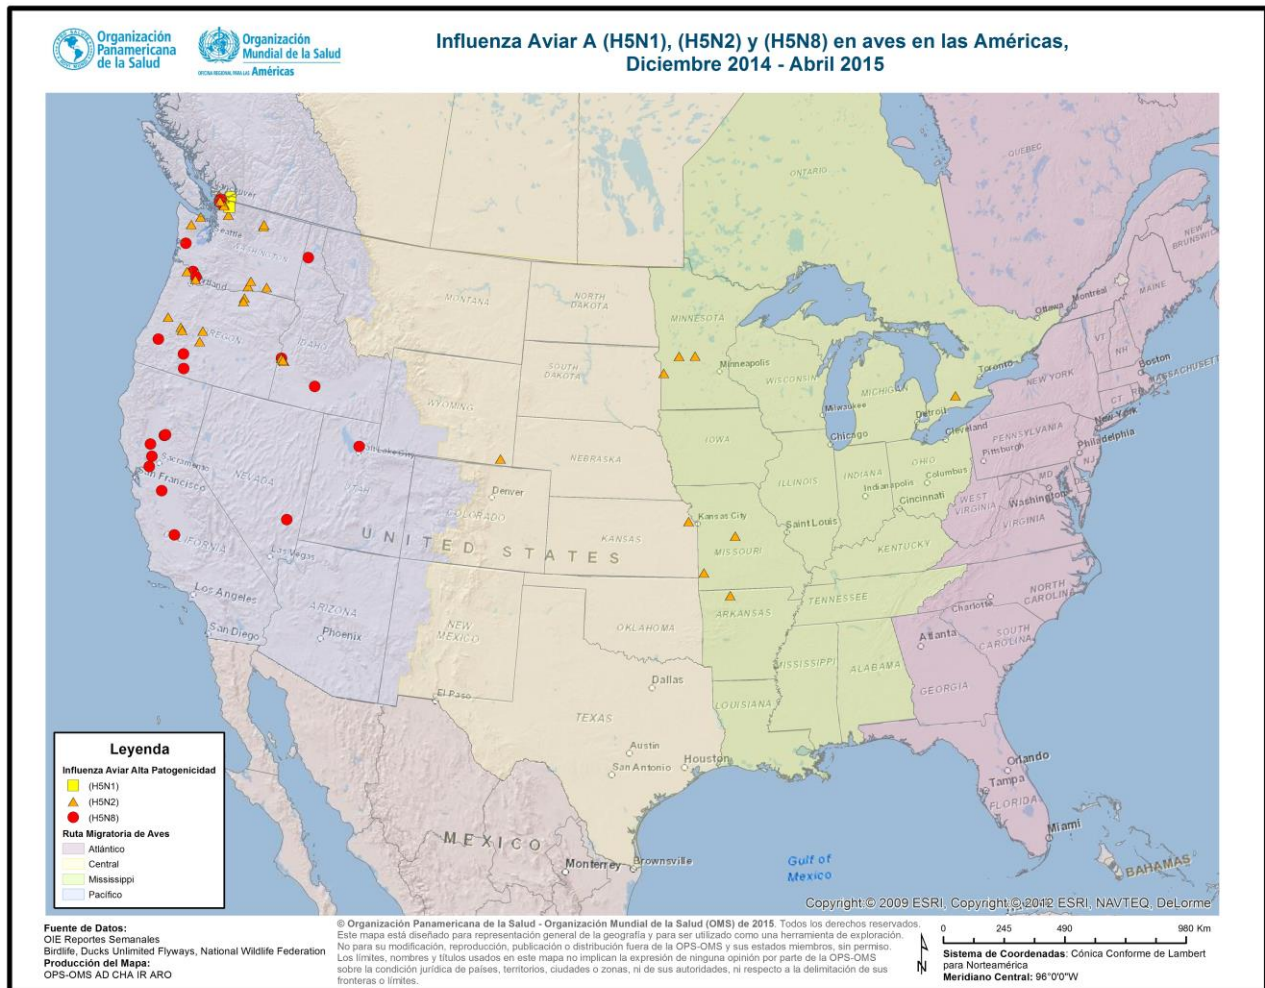 Organización
Panamericana
de la Salud
Organización
Mundial de la Salud
OFICINA REGIONAL PARA LAS Américas
Influenza Aviar A (H5N1), (H5N2) y (H5N8) en aves en las Américas,
Diciembre 2014 - Abril 2015
QUEBEC
ONTARIO
Vancouver
Seattle
WASHINGTON
NEW BRUNSWICK
MAINE
Ottawa
Montréal
MONTANA
NORTH
DAKOTA
MINNESOTA
VT
NH
OREGON
IDAHO
SOUTH
DAKOTA
Minneapolis
WISCONSIN
MICHIGAN
Toronto
NEW YORK
Boston
MASSACHUSETTS
CT
RI
WYOMING
Milwaukee
Detroit
Chicago
Cleveland
New York
PENNSYLVANIA
Philadelphia
Pittsburgh
NJ
IOWA
NEBRASKA
Sacramento
San Francisco
NEVADA
Salt Lake City
UTAH
Denver
COLORADO
ILLINOIS
INDIANA
OHIO
Indianapolis
Columbus
Cincinnati
MD
DE
Washington
WEST
VIRGINIA
VIRGINIA
UNITED STATES
KANSAS
Kansas City
MISSOURI
Saint Louis
KENTUCKY
CALIFORNIA
Las Vegas
Los Angeles
San Diego
ARIZONA
Phoenix
NEW
MEXICO
OKLAHOMA
ARKANSAS
TENNESSEE
Charlotte
NORTH
CAROLINA
SOUTH
CAROLINA
Atlanta
GEORGIA
MISSISSIPPI
ALABAMA
LOUISIANA
Dallas
El Paso
TEXAS
Austin
San Antonio
Houston
Orlando
Tampa
FLORIDA
Miami
MEXICO
Monterrey
Brownsville
Gulf of
Mexico
BAHAMAS
Leyenda
Influenza Aviar Alta Patogenicidad
(H5N1)
(H5N2)
(H5N8)
Ruta Migratoria de Aves
Atlántico
Central
Mississippi
Pacífico
Copyright:© 2009 ESRI, Copyright:© 2012 ESRI, NAVTEQ, DeLorme
Fuente de Datos:
OIE Reportes Semanales
Birdlife, Ducks Unlimited Flyways, National Wildlife Federation
Producción del Mapa:
OPS-OMS AD CHA IR ARO
© Organización Panamericana de la Salud - Organización Mundial de la Salud (OMS) de 2015. Todos los derechos reservados.
Este mapa está diseñado para representación general de la geografía y para ser utilizado como una herramienta de exploración.
No para su modificación, reproducción, publicación o distribución fuera de la OPS-OMS y sus estados miembros, sin permiso.
Los límites, nombres y títulos usados en este mapa no implican la expresión de ninguna opinión por parte de la OPS-OMS
sobre la condición jurídica de países, territorios, ciudades o zonas, ni de sus autoridades, ni respecto a la delimitación de sus
fronteras o límites.
N
0 245 490 980 Km
Sistema de Coordenadas: Cónica Conforme de Lambert
para Norteamérica
Meridiano Central: 96°0'0"W